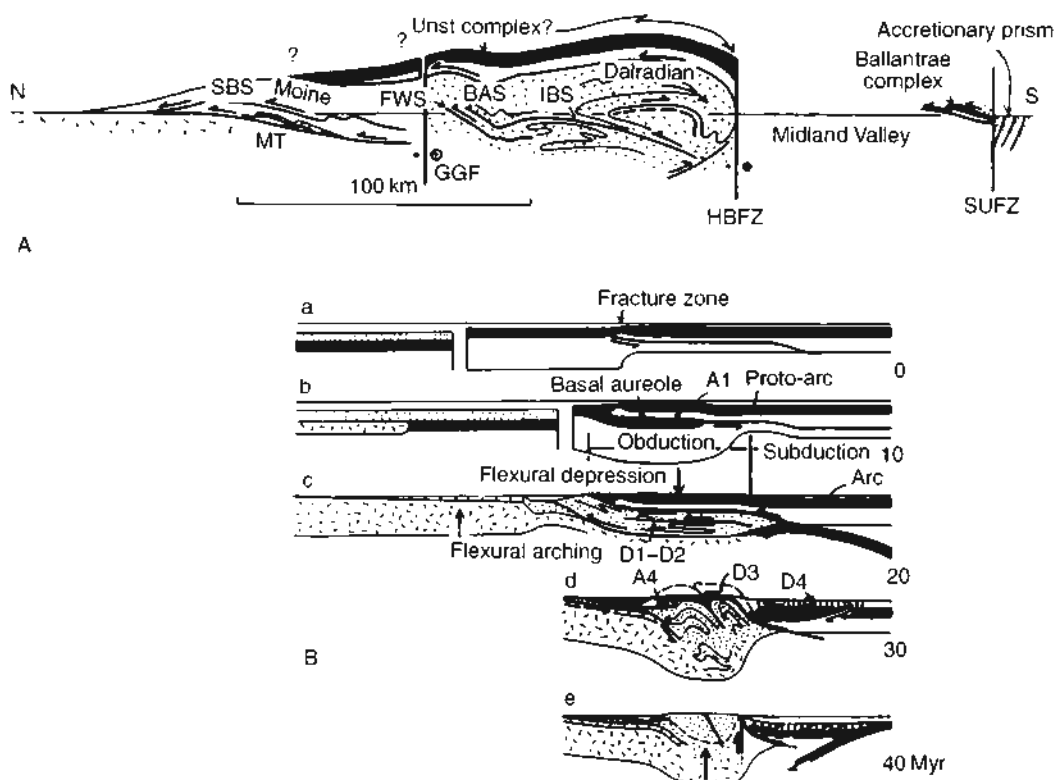 Unst complex?
Accretionary prism
?
?
Ballantrae
complex
Dalradian
N
SBS
Moine
FWS
BAS
IBS
S
Midland Valley
MT
GGF
100 km
HBFZ
SUFZ
A
a
Fracture zone
0
b
Basal aureole
A1
Proto-arc
Obduction
Subduction
10
Flexural depression
c
Arc
Flexural arching
D1–D2
20
d
A4
D3
D4
30
B
e
40 Myr